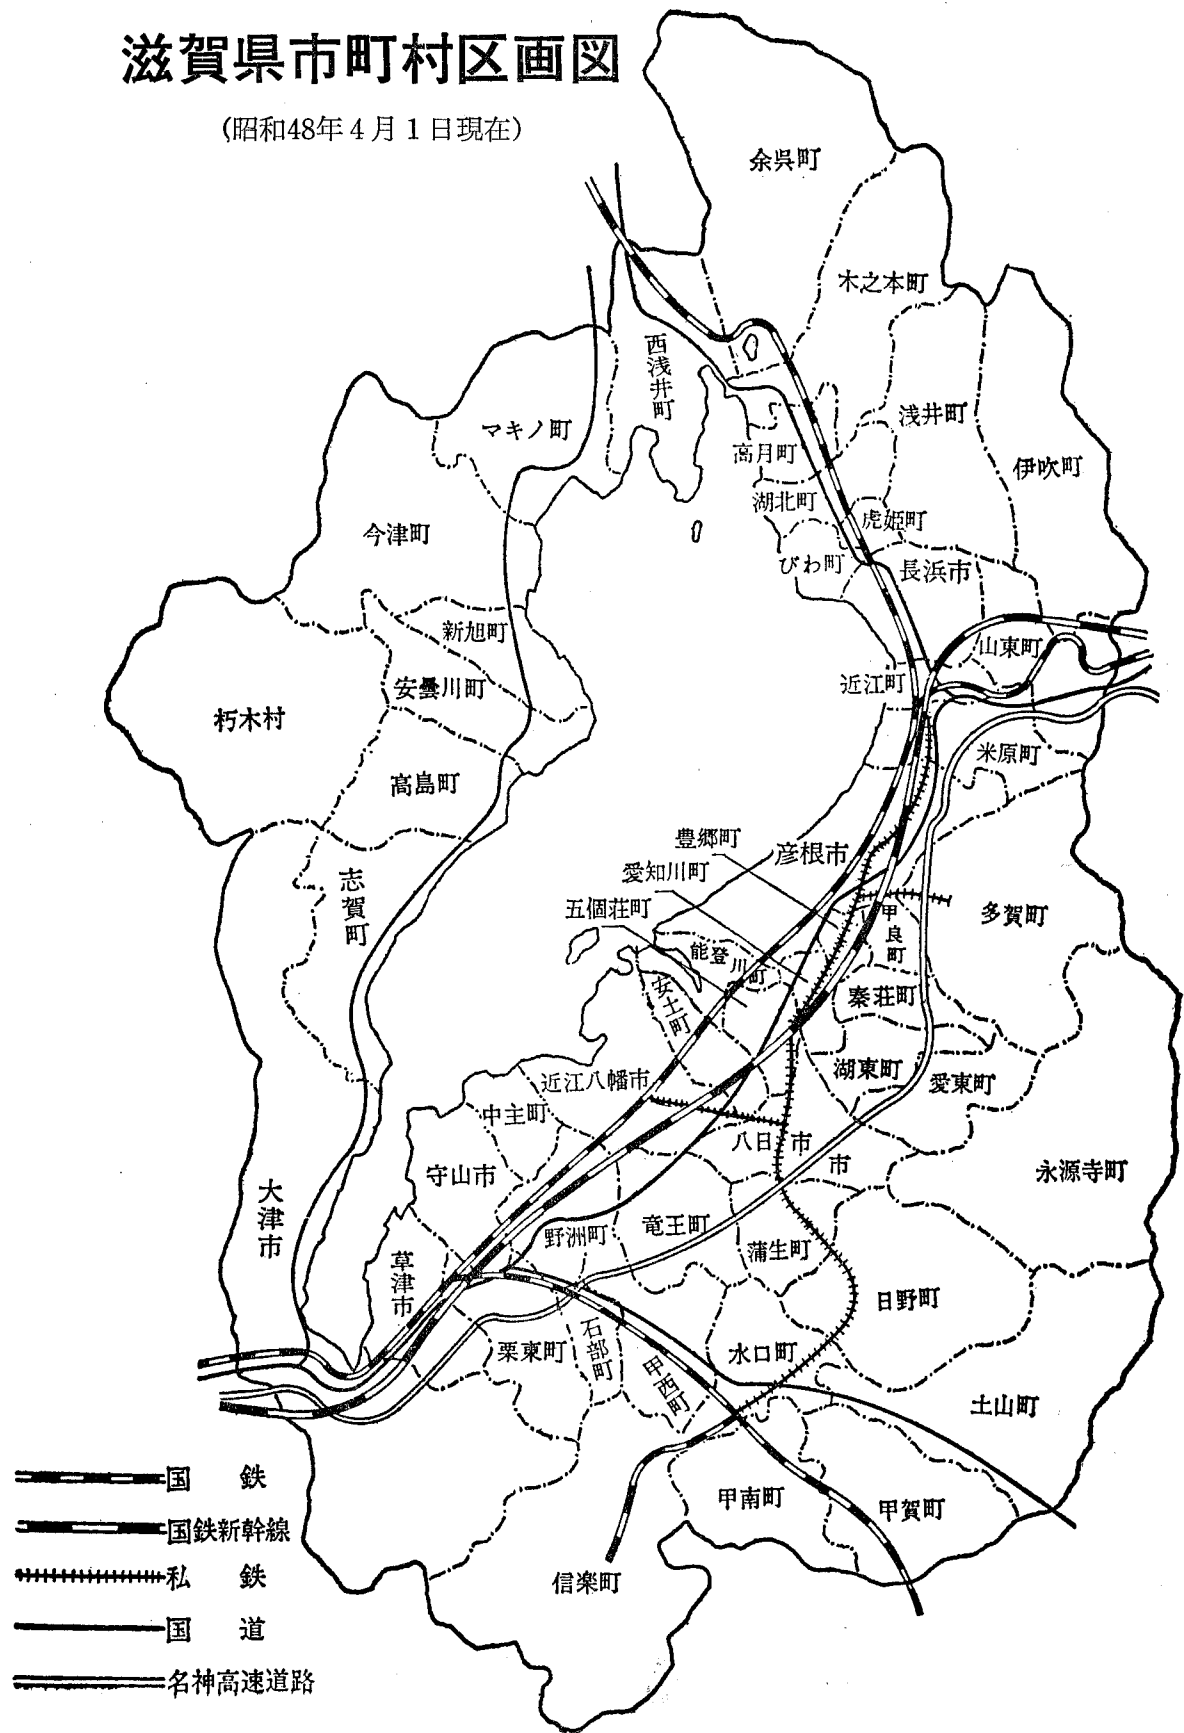 滋賀県市町村区画図
(昭和48年4月1日現在)
余呉町
木之本町
西浅井町
マキノ町
浅井町
伊吹町
高月町
湖北町
虎姫町
びわ町
長浜市
今津町
新旭町
安曇川町
朽木村
高島町
山東町
近江町
米原町
豊郷町
彦根市
愛知川町
五個荘町
志賀町
多賀町
甲良町
能登川町
安土町
秦荘町
湖東町
愛東町
近江八幡市
中主町
八日市市
永源寺町
守山市
大津市
竜王町
野洲町
蒲生町
草津市
日野町
石部町
栗東町
水口町
甲西町
土山町
甲南町
甲賀町
信楽町
国鉄
国鉄新幹線
私鉄
国道
名神高速道路